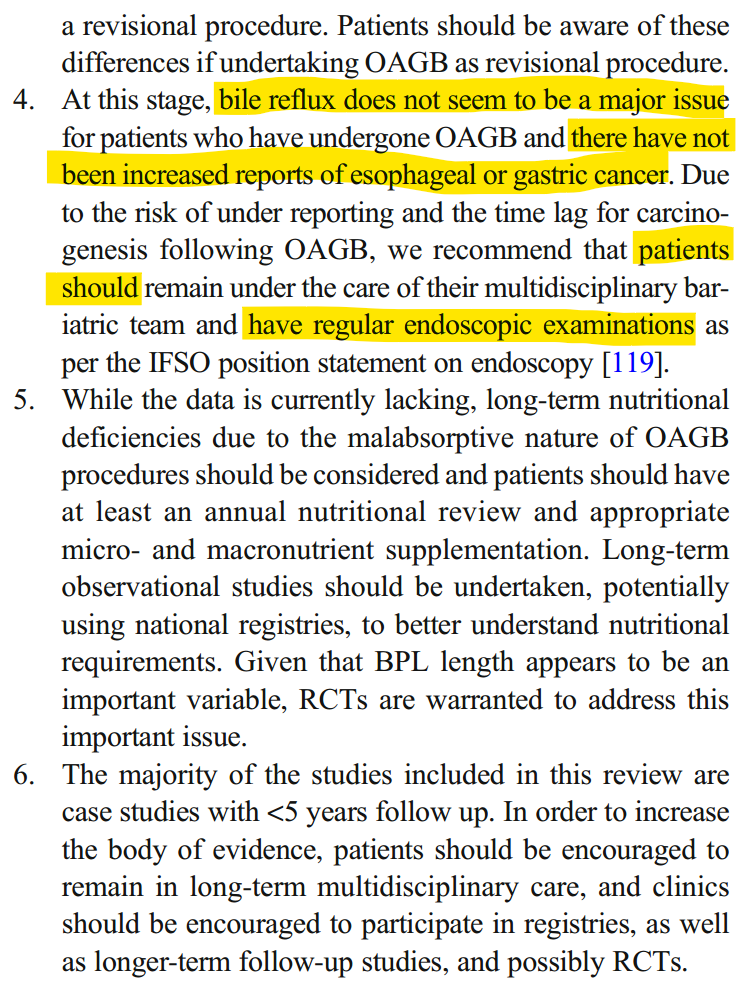 a revisional procedure. Patients should be aware of these
differences if undertaking OAGB as revisional procedure.
4. At this stage, bile reflux does not seem to be a major issue
for patients who have undergone OAGB and there have not
been increased reports of esophageal or gastric cancer. Due
to the risk of under reporting and the time lag for carcino-
genesis following OAGB, we recommend that patients
should remain under the care of their multidisciplinary bar-
iatric team and have regular endoscopic examinations as
per the IFSO position statement on endoscopy [119].
5. While the data is currently lacking, long-term nutritional
deficiencies due to the malabsorptive nature of OAGB
procedures should be considered and patients should have
at least an annual nutritional review and appropriate
micro- and macronutrient supplementation. Long-term
observational studies should be undertaken, potentially
using national registries, to better understand nutritional
requirements. Given that BPL length appears to be an
important variable, RCTs are warranted to address this
important issue.
6. The majority of the studies included in this review are
case studies with <5 years follow up. In order to increase
the body of evidence, patients should be encouraged to
remain in long-term multidisciplinary care, and clinics
should be encouraged to participate in registries, as well
as longer-term follow-up studies, and possibly RCTs.